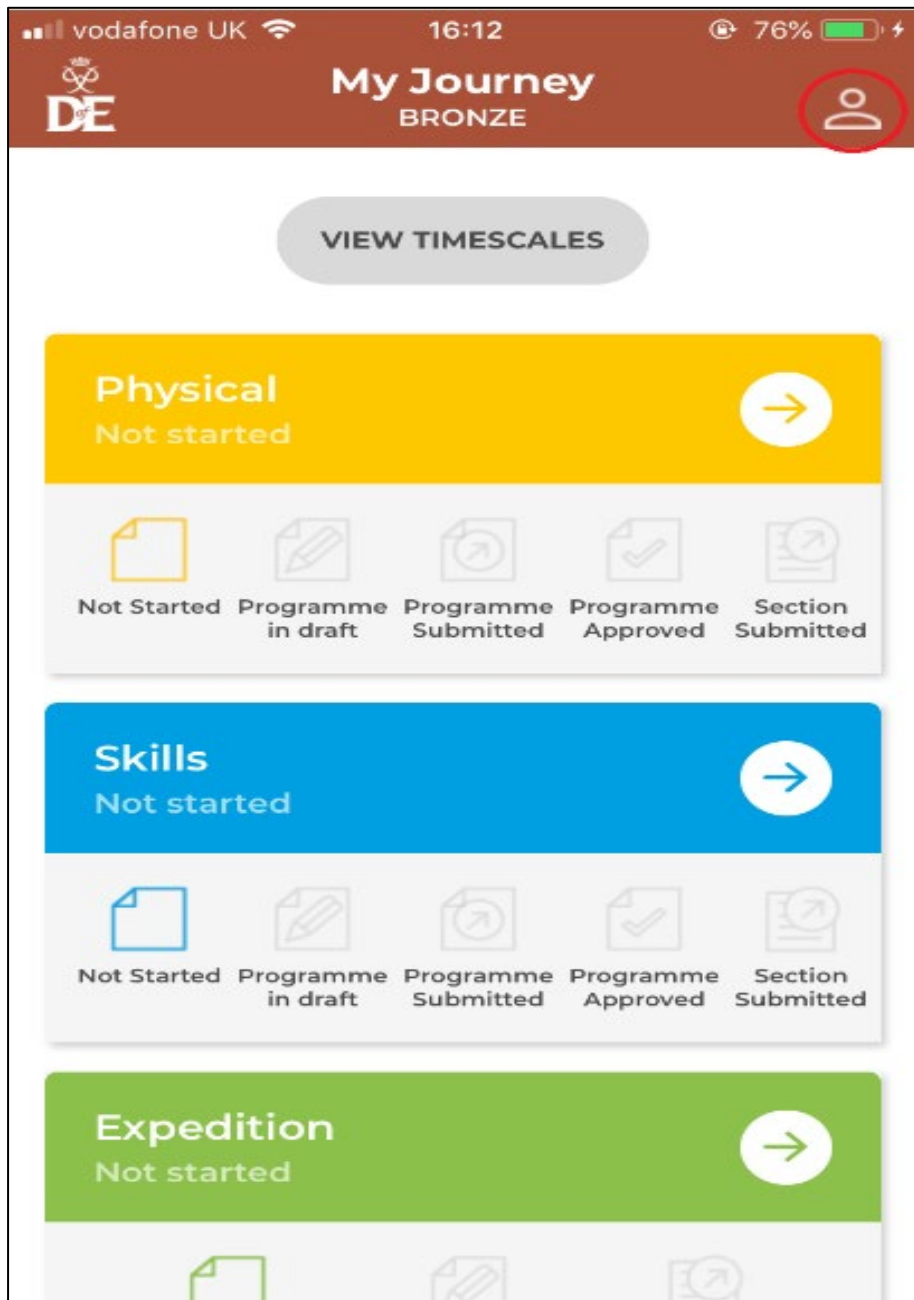 vodafone UK 16:12 76%
DofE
My Journey
BRONZE
VIEW TIMESCALES
Physical
Not started
Not Started Programme Programme Programme Section
in draft Submitted Approved Submitted
Skills
Not started
Not Started Programme Programme Programme Section
in draft Submitted Approved Submitted
Expedition
Not started